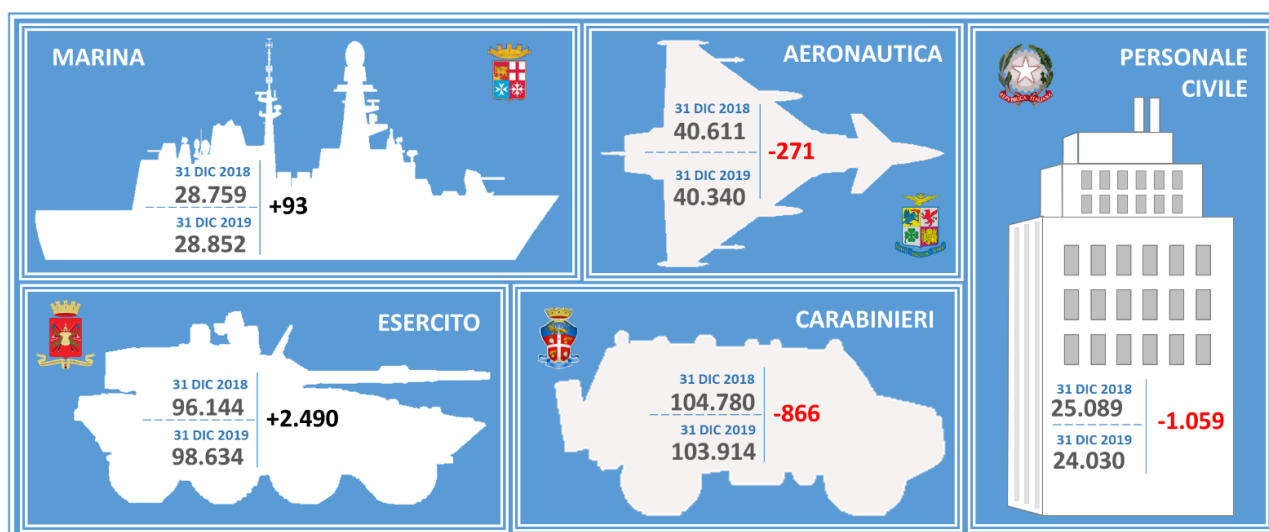 MARINA
31 DIC 2018
28.759
+93
31 DIC 2019
28.852
AERONAUTICA
31 DIC 2018
40.611
-271
31 DIC 2019
40.340
PERSONALE
CIVILE
REPVBBLICA ITALIANA
31 DIC 2018
25.089
-1.059
31 DIC 2019
24.030
ESERCITO
31 DIC 2018
96.144
+2.490
31 DIC 2019
98.634
CARABINIERI
31 DIC 2018
104.780
-866
31 DIC 2019
103.914